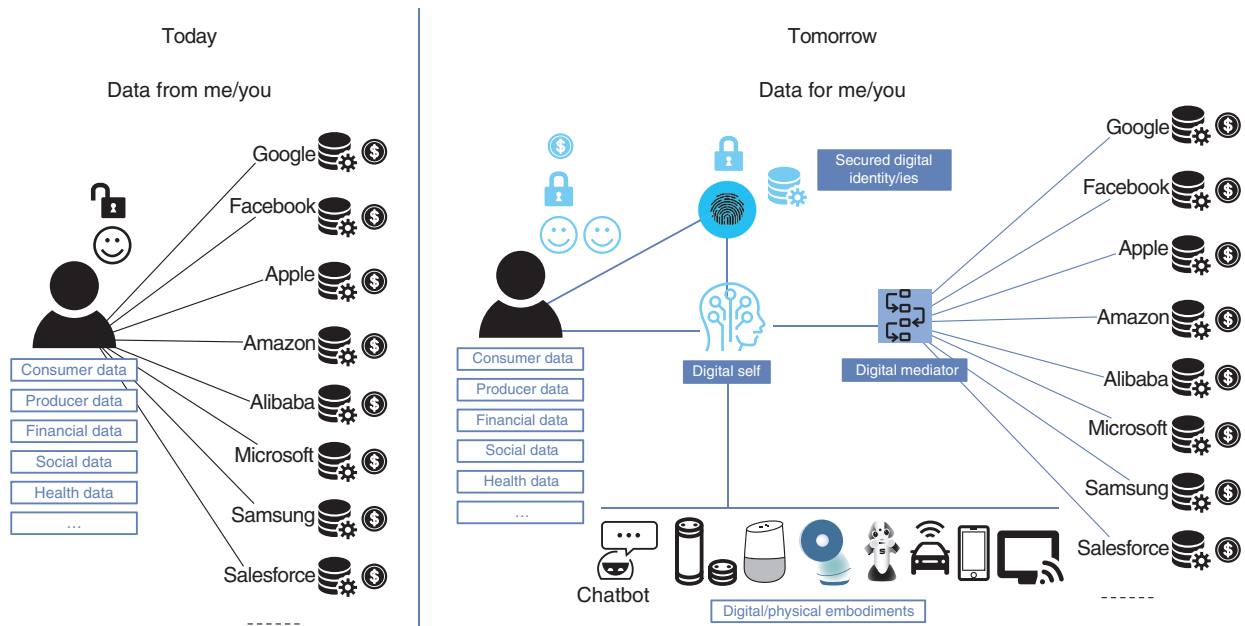 Today
Data from me/you
Google
Facebook
Apple
Amazon
Alibaba
Microsoft
Samsung
Salesforce
Consumer data
Producer data
Financial data
Social data
Health data
...
------
Tomorrow
Data for me/you
Secured digital
identity/ies
Consumer data
Producer data
Financial data
Social data
Health data
...
Digital self
Digital mediator
Google
Facebook
Apple
Amazon
Alibaba
Microsoft
Samsung
Salesforce
------
Chatbot
Digital/physical embodiments